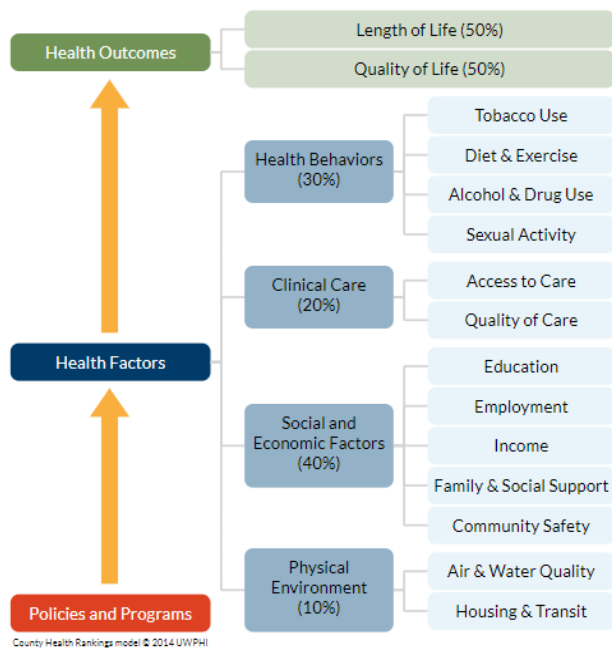 Health Outcomes
Length of Life (50%)
Quality of Life (50%)
Health Behaviors
(30%)
Tobacco Use
Diet & Exercise
Alcohol & Drug Use
Sexual Activity
Clinical Care
(20%)
Access to Care
Quality of Care
Health Factors
Social and
Economic Factors
(40%)
Education
Employment
Income
Family & Social Support
Community Safety
Physical
Environment
(10%)
Air & Water Quality
Housing & Transit
Policies and Programs
County Health Rankings model © 2014 UWPHI